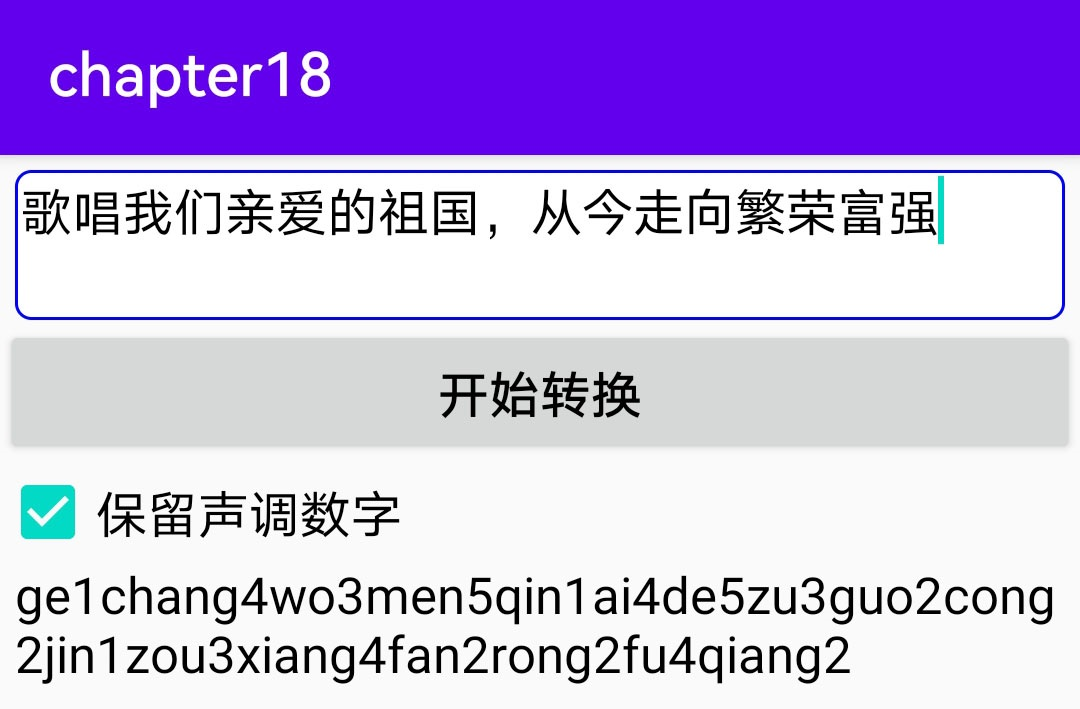 chapter18
歌唱我们亲爱的祖国，从今走向繁荣富强
开始转换
保留声调数字
ge1chang4wo3men5qin1ai4de5zu3guo2cong
2jin1zou3xiang4fan2rong2fu4qiang2